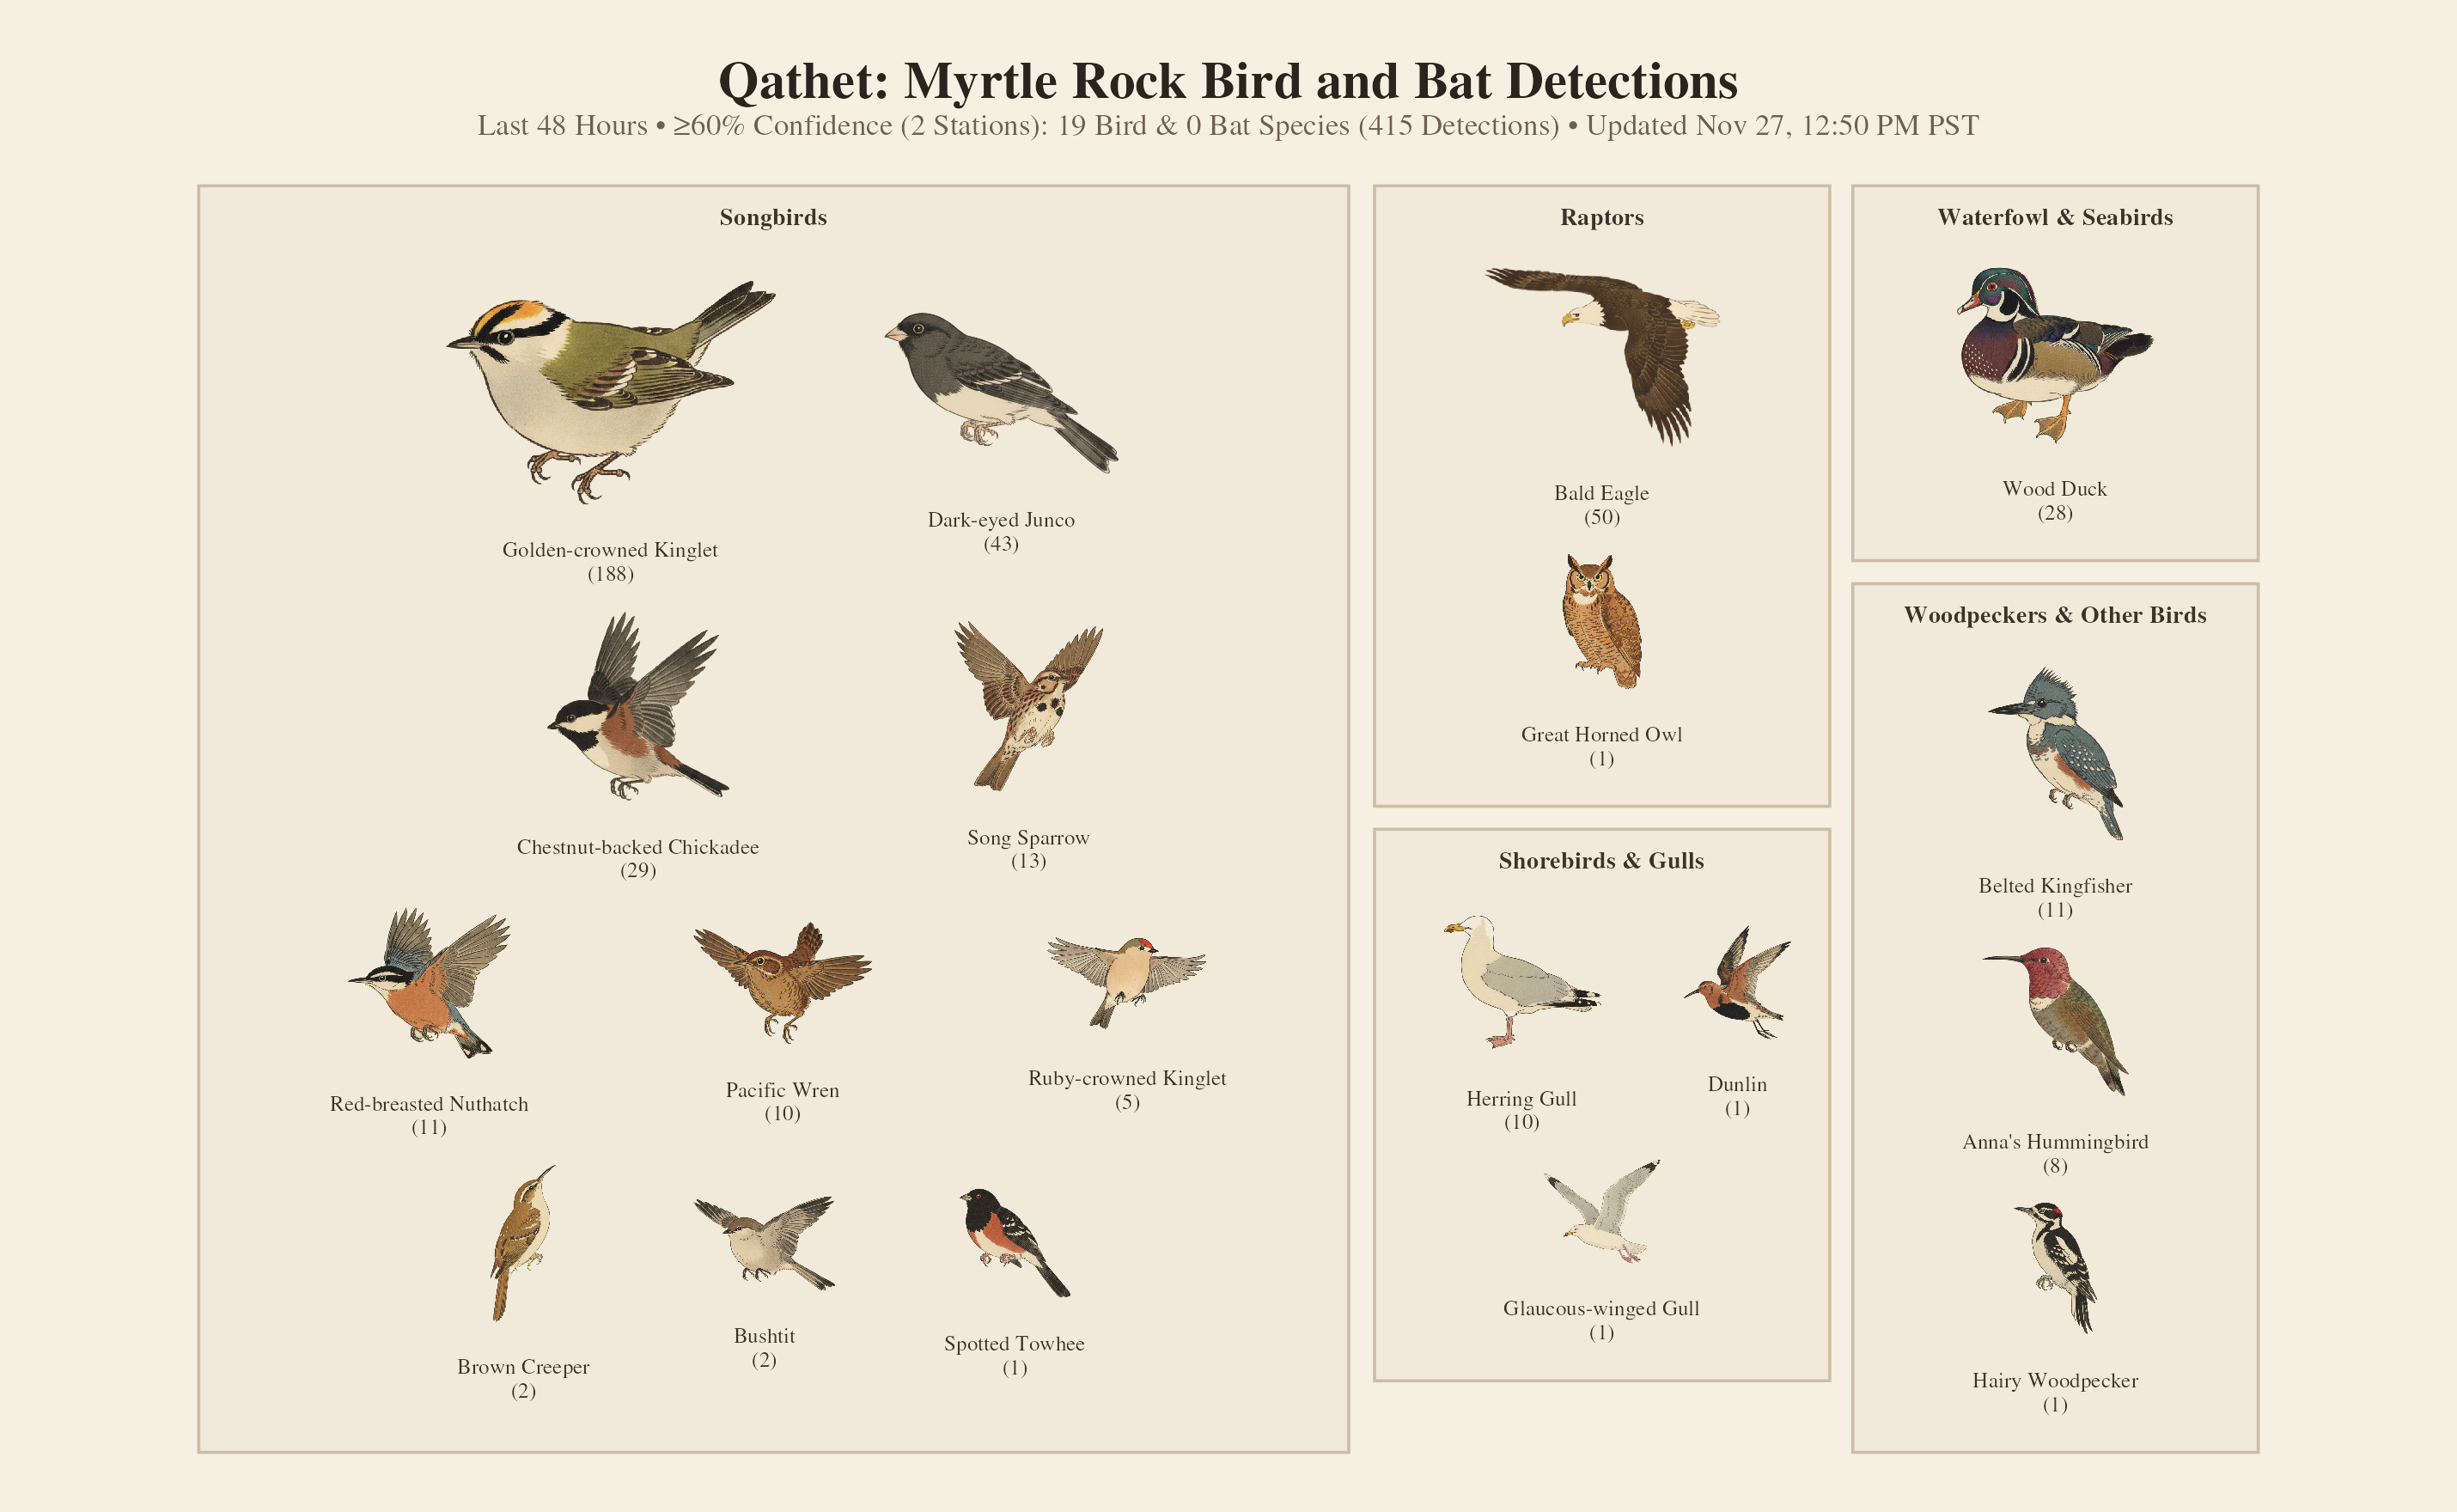 Qathet: Myrtle Rock Bird and Bat Detections
Last 48 Hours • ≥60% Confidence (2 Stations): 19 Bird & 0 Bat Species (415 Detections) • Updated Nov 27, 12:50 PM PST
Songbirds
Golden-crowned Kinglet
(188)
Dark-eyed Junco
(43)
Chestnut-backed Chickadee
(29)
Song Sparrow
(13)
Red-breasted Nuthatch
(11)
Pacific Wren
(10)
Ruby-crowned Kinglet
(5)
Brown Creeper
(2)
Bushtit
(2)
Spotted Towhee
(1)
Raptors
Bald Eagle
(50)
Great Horned Owl
(1)
Shorebirds & Gulls
Herring Gull
(10)
Dunlin
(1)
Glaucous-winged Gull
(1)
Waterfowl & Seabirds
Wood Duck
(28)
Woodpeckers & Other Birds
Belted Kingfisher
(11)
Anna's Hummingbird
(8)
Hairy Woodpecker
(1)